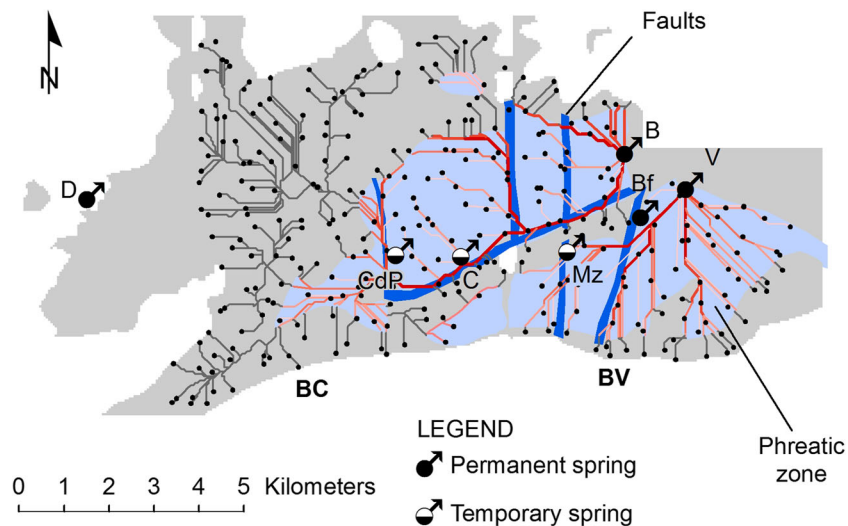 Faults
N
B
D
V
Bf
CdP
C
Mz
BC
BV
LEGEND
Phreatic
zone
Permanent spring
0 1 2 3 4 5 Kilometers
Temporary spring